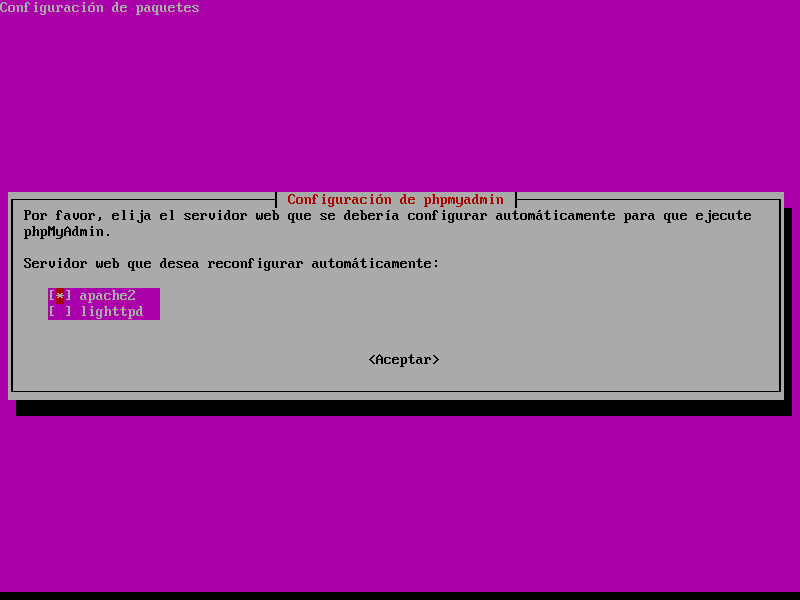 Configuración de paquetes
Configuración de phpmyadmin
Por favor, elija el servidor web que se debería configurar automáticamente para que ejecute
phpMyAdmin.
Servidor web que desea reconfigurar automáticamente:
[*] apache2
[ ] lighttpd
<Aceptar>